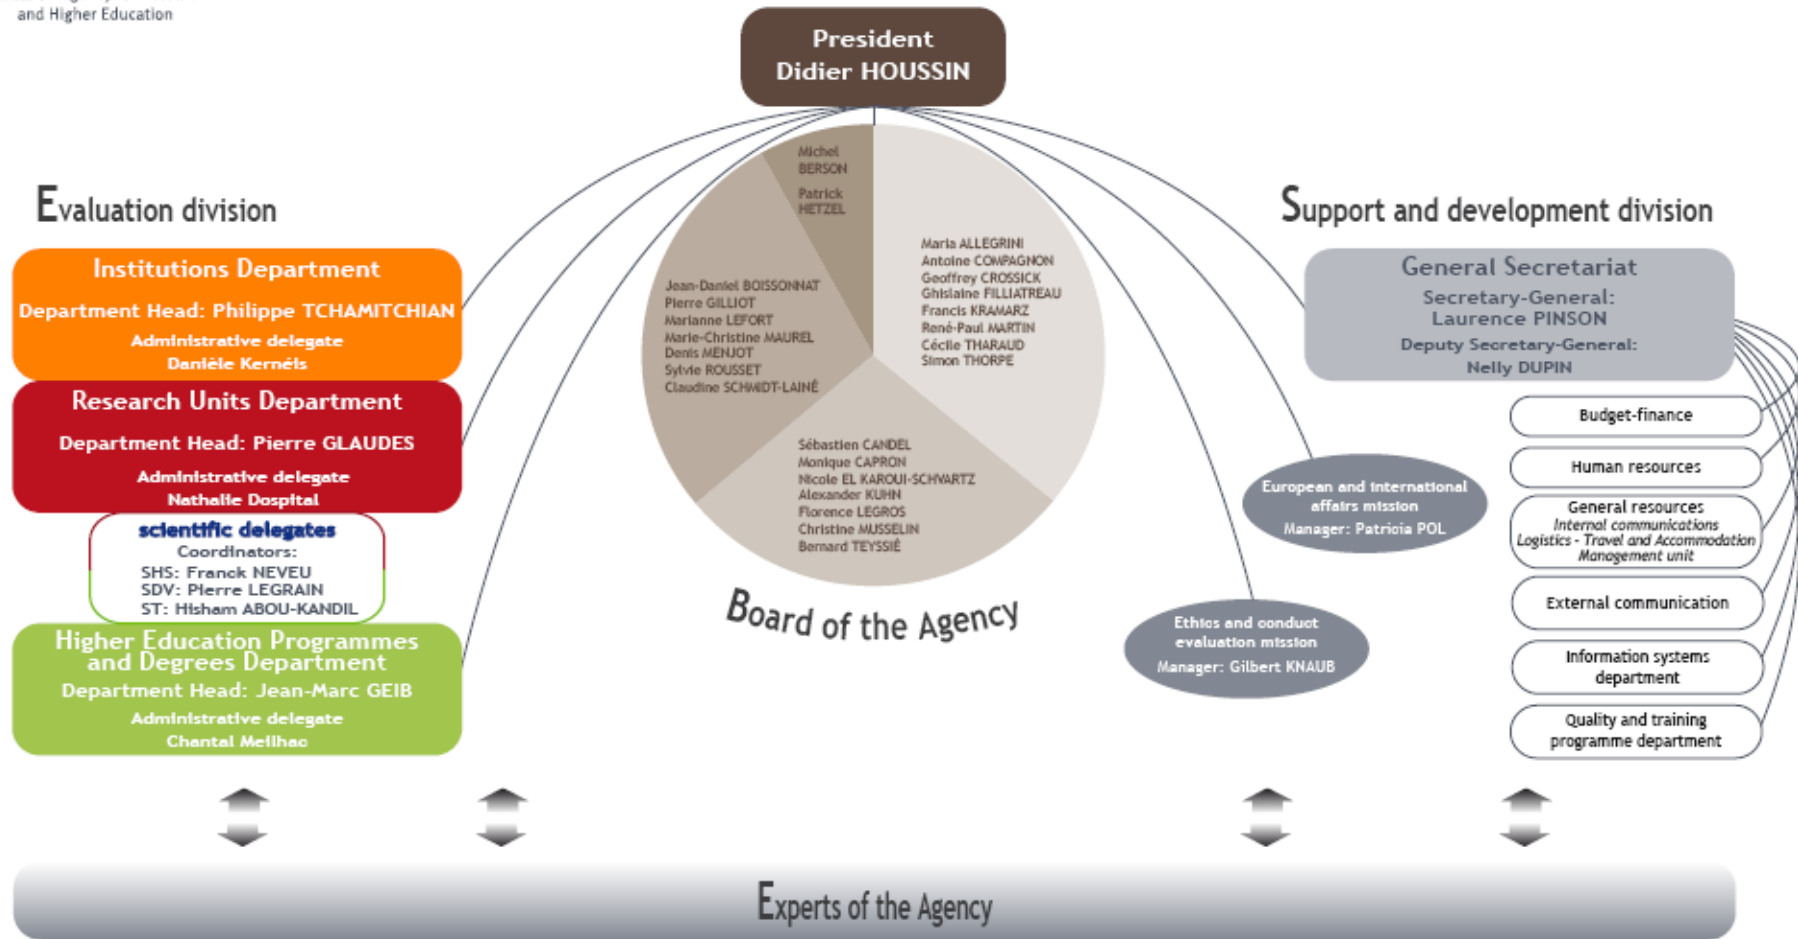 and Higher Education
President
Didier HOUSSIN
Michel
BERSON
Patrick
HETZEL
Maria ALLEGRINI
Antoine COMPAGNON
Geoffrey CROSSICK
Ghislaine FILLIATREAU
Francis KRAMARZ
René-Paul MARTIN
Cécile THARAUD
Simon THORPE
Jean-Daniel BOISSONNAT
Pierre GILLIOT
Marianne LEFORT
Marie-Christine MAUREL
Denis MENJOT
Sylvie ROUSSET
Claudine SCHMIDT-LAINÉ
Sébastien CANDEL
Monique CAPRON
Nicole EL KAROUI-SCHVARTZ
Alexander KUHN
Florence LEGROS
Christine MUSSELIN
Bernard TEYSSIÉ
Board of the Agency
Evaluation division
Institutions Department
Department Head: Philippe TCHAMITCHIAN
Administrative delegate
Danièle Kernéis
Research Units Department
Department Head: Pierre GLAUDES
Administrative delegate
Nathalie Dospital
scientific delegates
Coordinators:
SHS: Franck NEVEU
SDV: Pierre LEGRAIN
ST: Hisham ABOU-KANDIL
Higher Education Programmes
and Degrees Department
Department Head: Jean-Marc GEIB
Administrative delegate
Chantal Meilhac
Support and development division
General Secretariat
Secretary-General:
Laurence PINSON
Deputy Secretary-General:
Nelly DUPIN
Budget-finance
Human resources
General resources
Internal communications
Logistics - Travel and Accommodation
Management unit
External communication
Information systems
department
Quality and training
programme department
European and international
affairs mission
Manager: Patricia POL
Ethics and conduct
evaluation mission
Manager: Gilbert KNAUB
Experts of the Agency